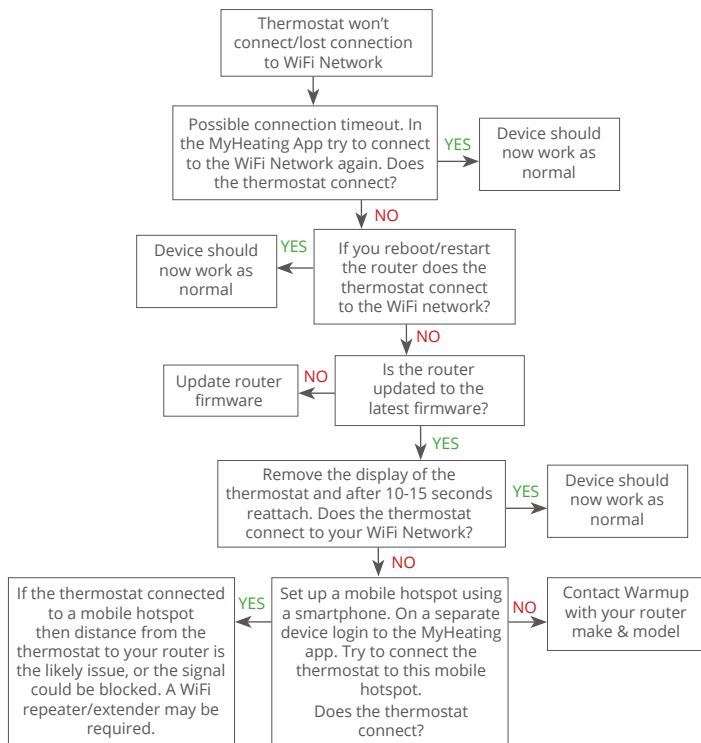 Thermostat won’t
connect/lost connection
to WiFi Network
Possible connection timeout. In
the MyHeating App try to connect
to the WiFi Network again. Does
the thermostat connect?
YES
Device should
now work as
normal
NO
If you reboot/restart
the router does the
thermostat connect
to the WiFi network?
YES
Device should
now work as
normal
NO
Is the router
updated to the
latest firmware?
NO
Update router
firmware
YES
Remove the display of the
thermostat and after 10-15 seconds
reattach. Does the thermostat
connect to your WiFi Network?
YES
Device should
now work as
normal
NO
Set up a mobile hotspot using
a smartphone. On a separate
device login to the MyHeating
app. Try to connect the
thermostat to this mobile
hotspot.
Does the thermostat
connect?
YES
If the thermostat connected
to a mobile hotspot
then distance from the
thermostat to your router is
the likely issue, or the signal
could be blocked. A WiFi
repeater/extender may be
required.
NO
Contact Warmup
with your router
make & model